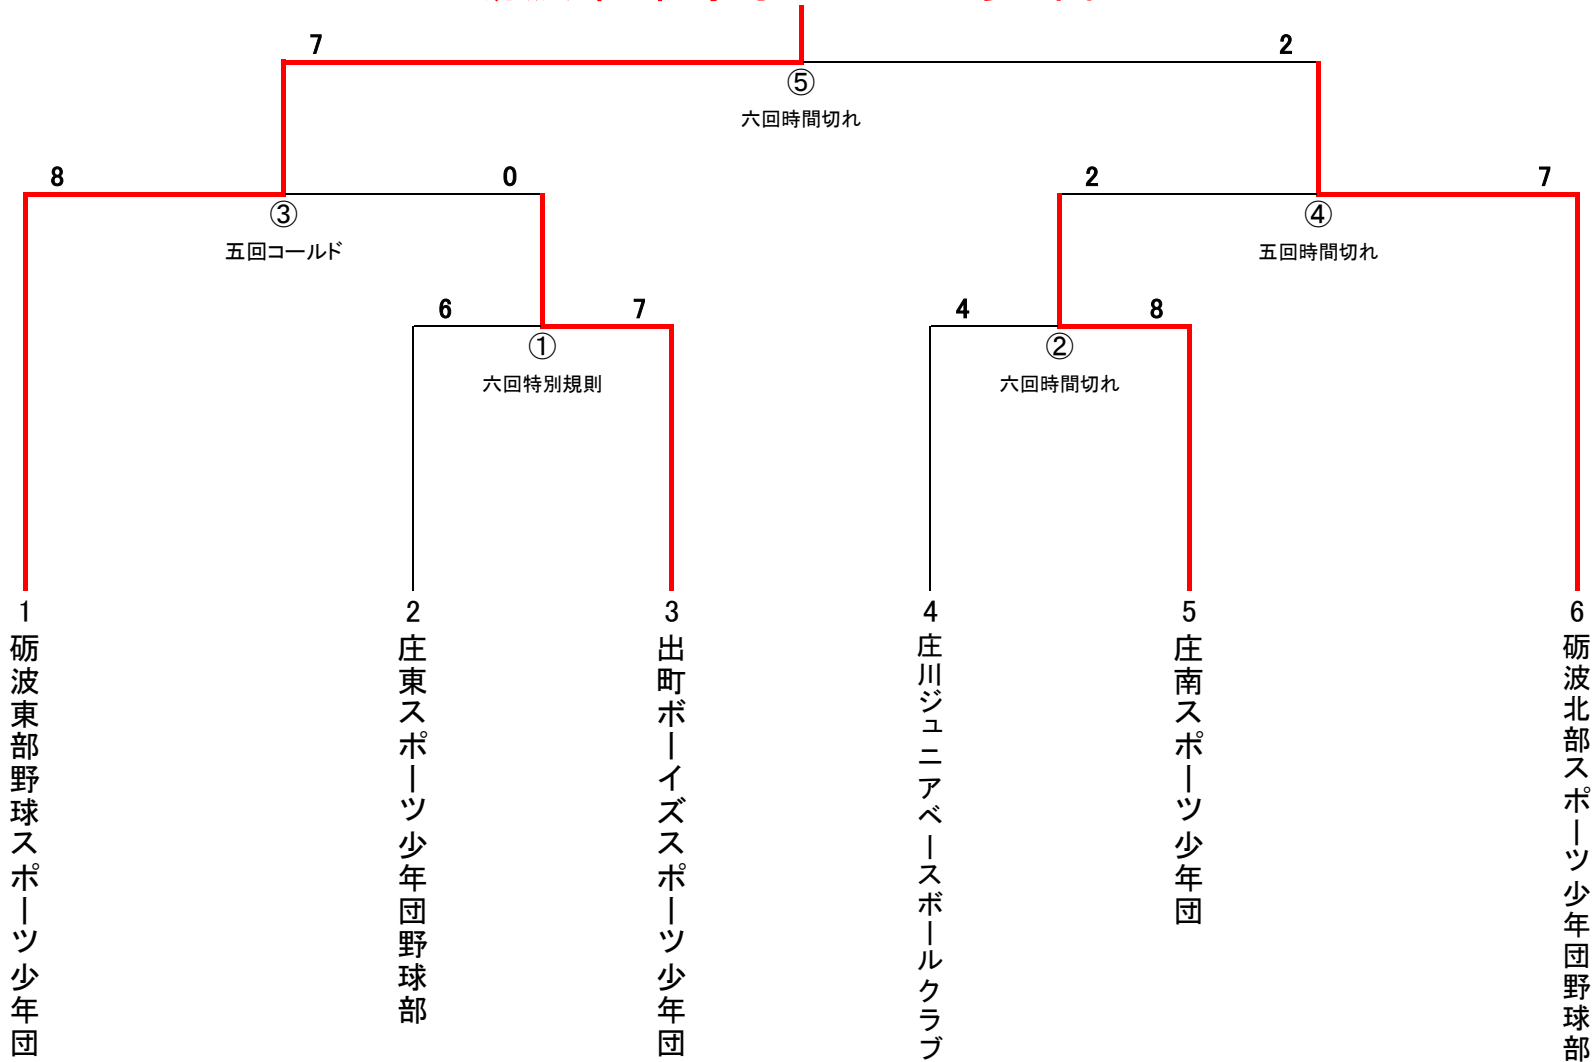 7
2
⑤
六回時間切れ
8
0
2
7
③
④
五回コールド
五回時間切れ
6
7
4
8
①
②
六回特別規則
六回時間切れ
1
2
3
4
5
6
砺波東部野球スポーツ少年団
庄東スポーツ少年団野球部
出町ボーイズスポーツ少年団
庄川ジュニアベースボールクラブ
庄南スポーツ少年団
砺波北部スポーツ少年団野球部